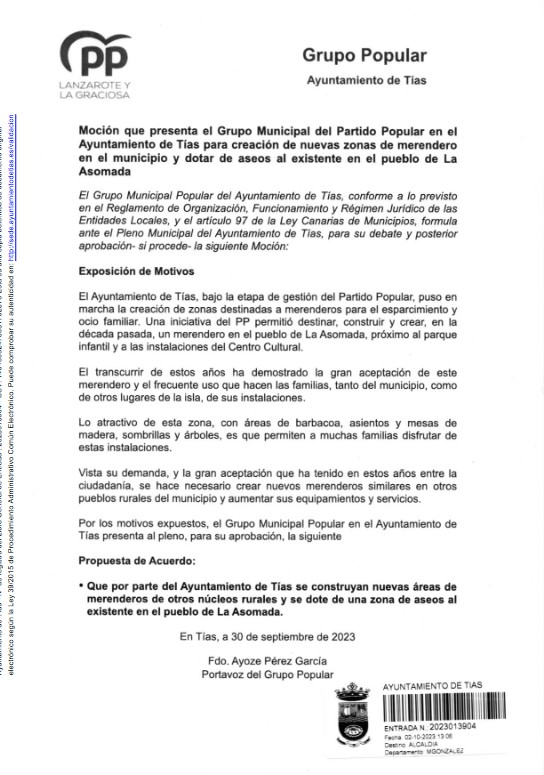 PP
LANZAROTE Y
LA GRACIOSA
Grupo Popular
Ayuntamiento de Tías
Moción que presenta el Grupo Municipal del Partido Popular en el
Ayuntamiento de Tías para creación de nuevas zonas de merendero
en el municipio y dotar de aseos al existente en el pueblo de La
Asomada
El Grupo Municipal Popular del Ayuntamiento de Tías, conforme a lo previsto
en el Reglamento de Organización, Funcionamiento y Régimen Jurídico de las
Entidades Locales, y el artículo 97 de la Ley Canarias de Municipios, formula
ante el Pleno Municipal del Ayuntamiento de Tías, para su debate y posterior
aprobación- si procede- la siguiente Moción:
Exposición de Motivos
El Ayuntamiento de Tías, bajo la etapa de gestión del Partido Popular, puso en
marcha la creación de zonas destinadas a merenderos para el esparcimiento y
ocio familiar. Una iniciativa del PP permitió destinar, construir y crear, en la
década pasada, un merendero en el pueblo de La Asomada, próximo al parque
infantil y a las instalaciones del Centro Cultural.
El transcurrir de estos años ha demostrado la gran aceptación de este
merendero y el frecuente uso que hacen las familias, tanto del municipio, como
de otros lugares de la isla, de sus instalaciones.
Lo atractivo de esta zona, con áreas de barbacoa, asientos y mesas de
madera, sombrillas y árboles, es que permiten a muchas familias disfrutar de
estas instalaciones.
Vista su demanda, y la gran aceptación que ha tenido en estos años entre la
ciudadanía, se hace necesario crear nuevos merenderos similares en otros
pueblos rurales del municipio y aumentar sus equipamientos y servicios.
Por los motivos expuestos, el Grupo Municipal Popular en el Ayuntamiento de
Tías presenta al pleno, para su aprobación, la siguiente
Propuesta de Acuerdo:
• Que por parte del Ayuntamiento de Tías se construyan nuevas áreas de
merenderos de otros núcleos rurales y se dote de una zona de aseos al
existente en el pueblo de La Asomada.
En Tías, a 30 de septiembre de 2023
Fdo. Ayoze Pérez García
Portavoz del Grupo Popular
AYUNTAMIENTO DE TIAS
ENTRADA N. 2023013904
Fecha: 02-10-2023 13:06
Destino: ALCALDIA
Departamento: MGONZALEZ
electrónico según la Ley 39/2015 de Procedimiento Administrativo Común Electrónico. Puede comprobar su autenticidad en: http://sede.ayuntamientodetias.es/validacion